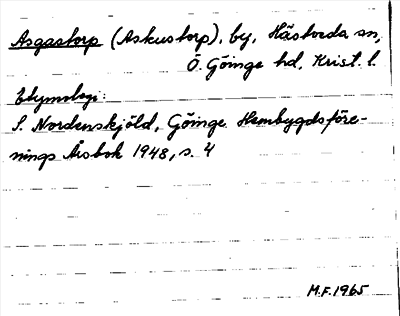 Asgastorp (Askustorp), by, Hästveda sn,
Ö. Göinge hd, Krist. l.
Etymologi:
S. Nordenskjöld, Göinge Hembygdsföre-
nings Årsbok 1948, s. 4
M.F. 1965